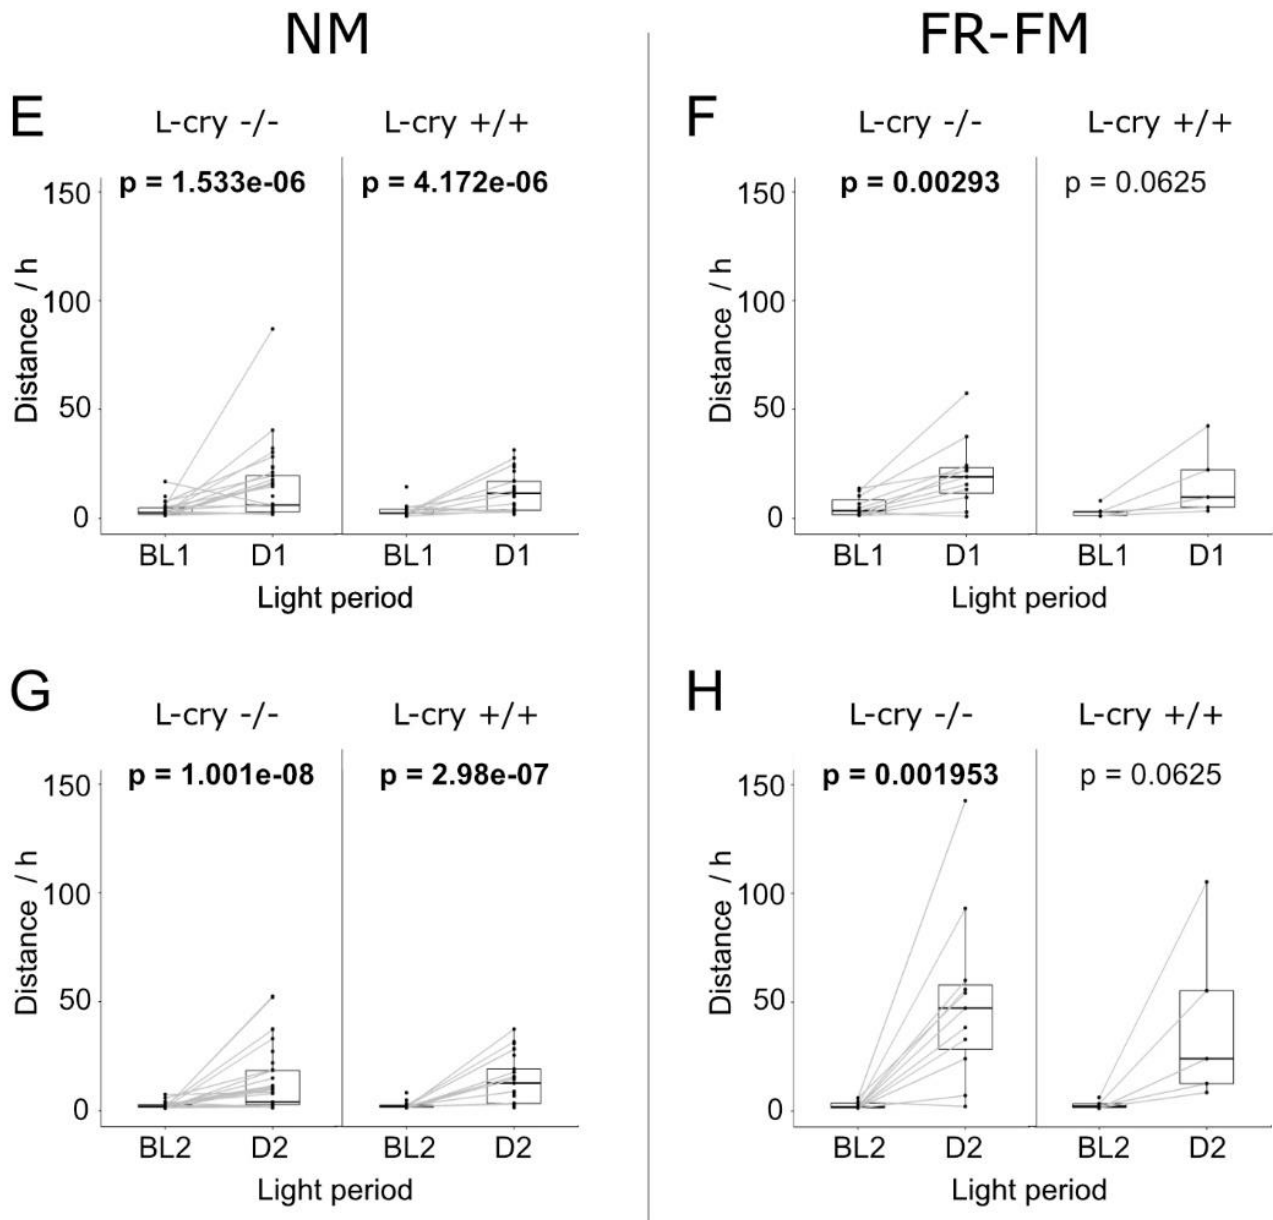 NM FR-FM
E F
L-cry -/- L-cry +/+ L-cry -/- L-cry +/+
p = 1.533e-06 p = 4.172e-06 p = 0.00293 p = 0.0625
150 150
100 100
Distance / h Distance / h
50 50
0 0
BL1 D1 BL1 D1 BL1 D1 BL1 D1
Light period Light period
G H
L-cry -/- L-cry +/+ L-cry -/- L-cry +/+
p = 1.001e-08 p = 2.98e-07 p = 0.001953 p = 0.0625
150 150
100 100
Distance / h Distance / h
50 50
0 0
BL2 D2 BL2 D2 BL2 D2 BL2 D2
Light period Light period